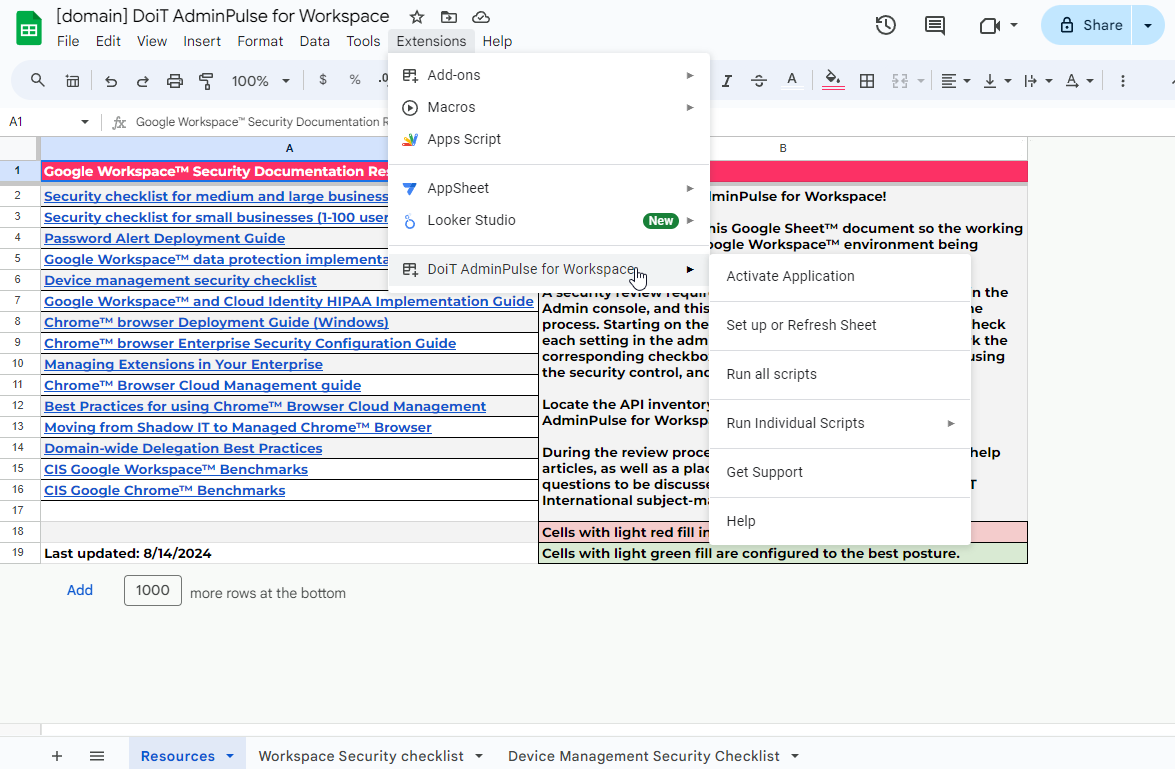 [domain] DoiT AdminPulse for Workspace
File Edit View Insert Format Data Tools Extensions Help
Share
100% $ % .0
A
A1
fx Google Workspace™ Security Documentation R
Add-ons
Macros
Apps Script
AppSheet
Looker Studio New
DoiT AdminPulse for Workspace
Activate Application
Set up or Refresh Sheet
Run all scripts
Run Individual Scripts
Get Support
Help
A B
1 Google Workspace™ Security Documentation Res
2 Security checklist for medium and large business
minPulse for Workspace!
3 Security checklist for small businesses (1-100 user
his Google Sheet™ document so the working
4 Password Alert Deployment Guide
ogle Workspace™ environment being
5 Google Workspace™ data protection implementa
6 Device management security checklist
7 Google Workspace™ and Cloud Identity HIPAA Implementation Guide
A security review requi n the
Admin console, and this ne
8 Chrome™ browser Deployment Guide (Windows)
process. Starting on the heck
9 Chrome™ browser Enterprise Security Configuration Guide
each setting in the adm k the
corresponding checkbo using
10 Managing Extensions in Your Enterprise
the security control, and
11 Chrome™ Browser Cloud Management guide
12 Best Practices for using Chrome™ Browser Cloud Management
Locate the API inventory
13 Moving from Shadow IT to Managed Chrome™ Browser
AdminPulse for Worksp
14 Domain-wide Delegation Best Practices
During the review proce help
15 CIS Google Workspace™ Benchmarks
articles, as well as a plac
16 CIS Google Chrome™ Benchmarks
questions to be discusse T
International subject-ma
17
18 Cells with light red fill in
19 Last updated: 8/14/2024 Cells with light green fill are configured to the best posture.
Add 1000 more rows at the bottom
Resources Workspace Security checklist Device Management Security Checklist